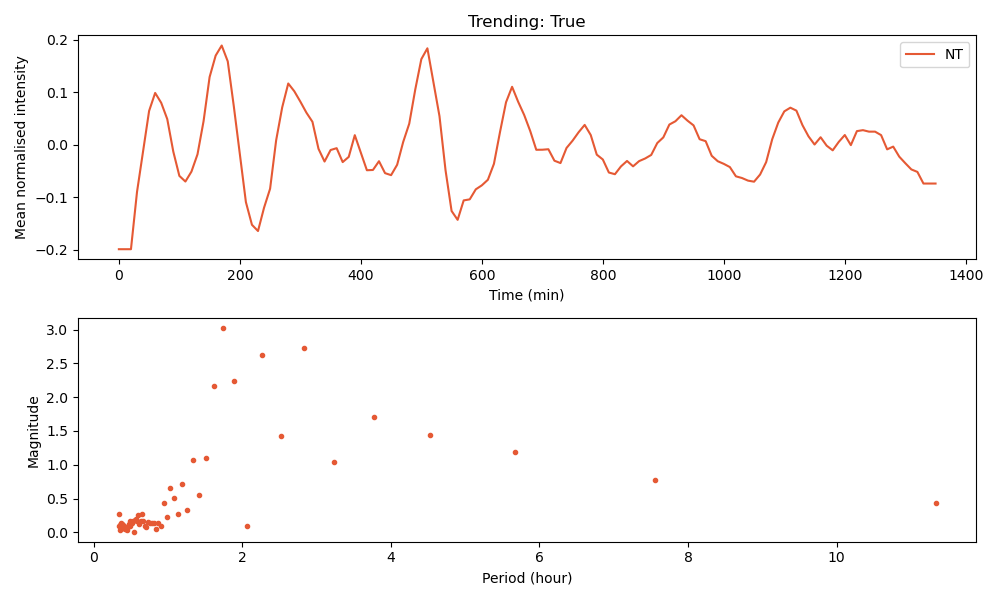 Trending: True
Mean normalised intensity
0.2
0.1
0.0
−0.1
−0.2
NT
0 200 400 600 800 1000 1200 1400
Time (min)
Magnitude
3.0
2.5
2.0
1.5
1.0
0.5
0.0
0 2 4 6 8 10
Period (hour)